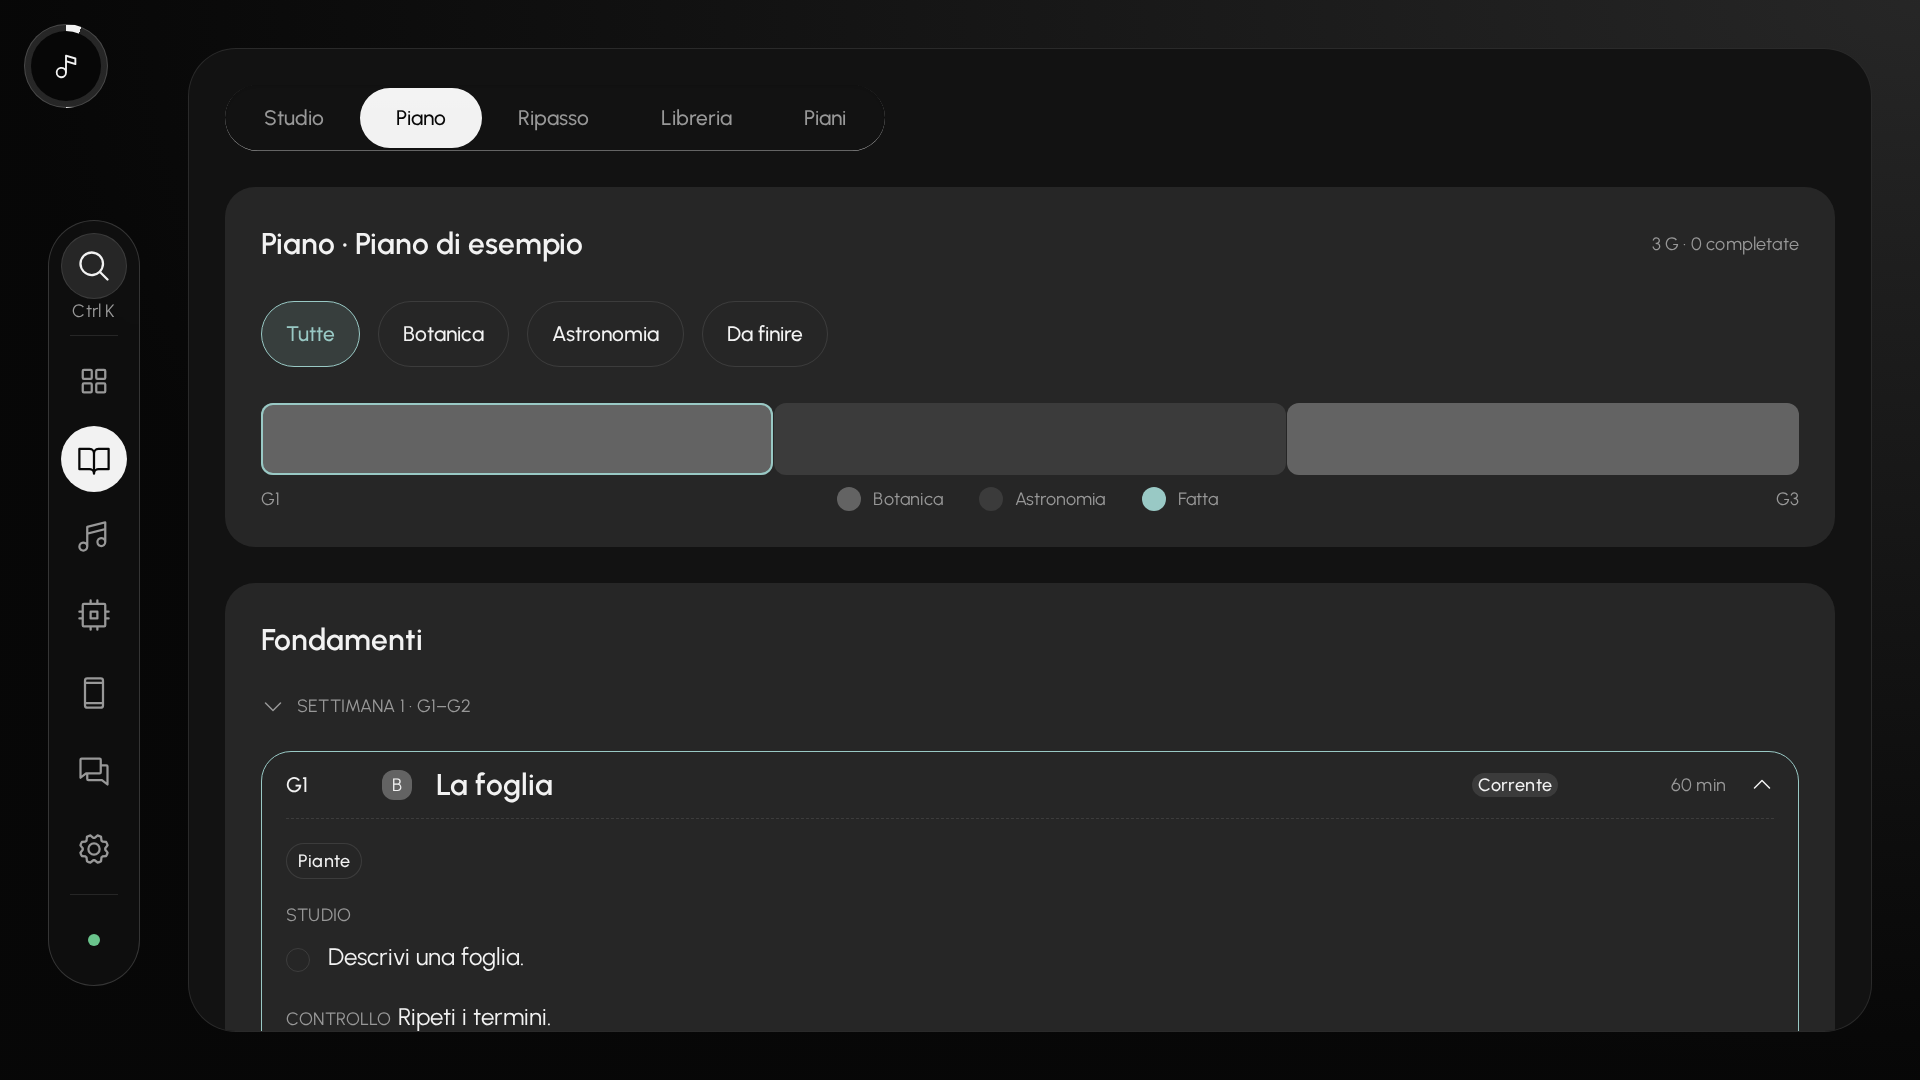 Studio Piano Ripasso Libreria Piani
Piano · Piano di esempio
3 G · 0 completate
Ctrl K
Tutte Botanica Astronomia Da finire
G1 Botanica Astronomia Fatta G3
Fondamenti
SETTIMANA 1 · G1–G2
G1 B La foglia Corrente 60 min
Piante
STUDIO
Descrivi una foglia.
CONTROLLO Ripeti i termini.